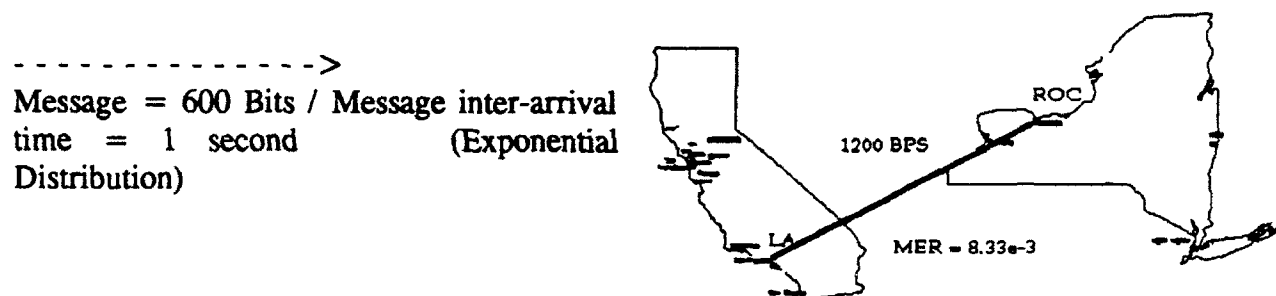 - - - - - - - - - - - - - - ->
Message = 600 Bits / Message inter-arrival
time = 1 second (Exponential
Distribution)
ROC
1200 BPS
LA
MER = 8.33e-3